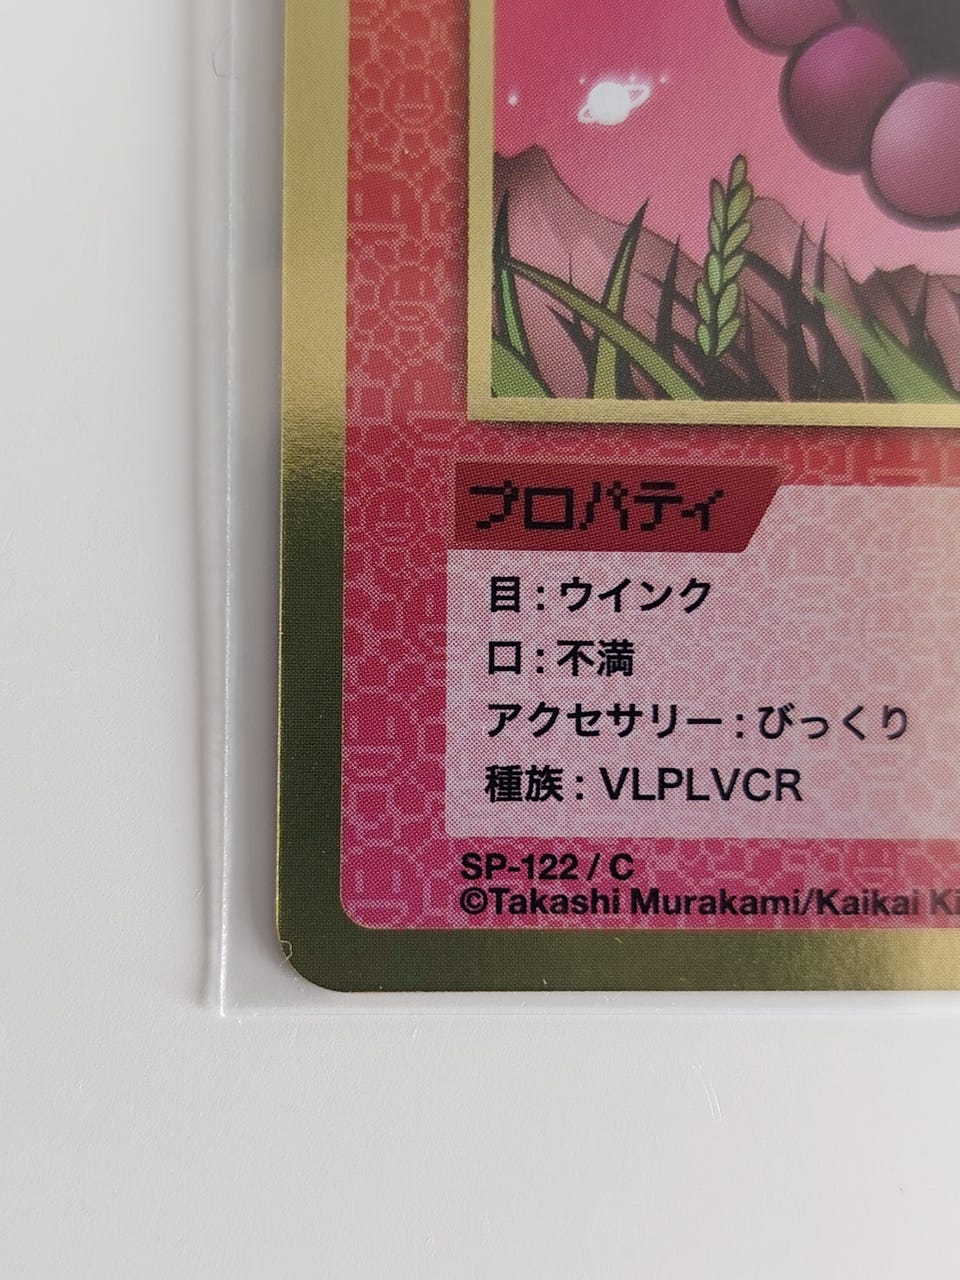 プロパティ
目 : ウインク
口 : 不満
アクセサリー : びっくり
種族 : VLPLVCR
SP-122 / C
©Takashi Murakami/Kaikai